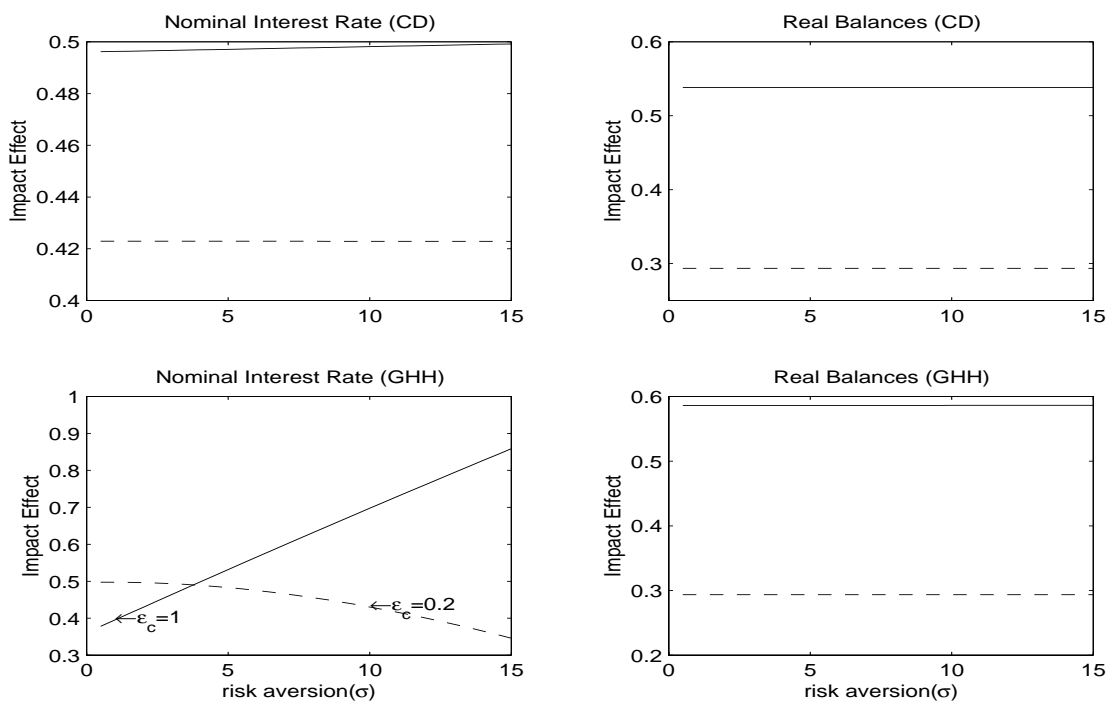 Nominal Interest Rate (CD)
0.5
0.48
0.46
0.44
0.42
0.4
Impact Effect
0 5 10 15
Real Balances (CD)
0.6
0.5
0.4
0.3
Impact Effect
0 5 10 15
Nominal Interest Rate (GHH)
1
0.9
0.8
0.7
0.6
0.5
0.4
0.3
Impact Effect
←ε_c=1
←ε_c=0.2
0 5 10 15
risk aversion(σ)
Real Balances (GHH)
0.6
0.5
0.4
0.3
0.2
Impact Effect
0 5 10 15
risk aversion(σ)